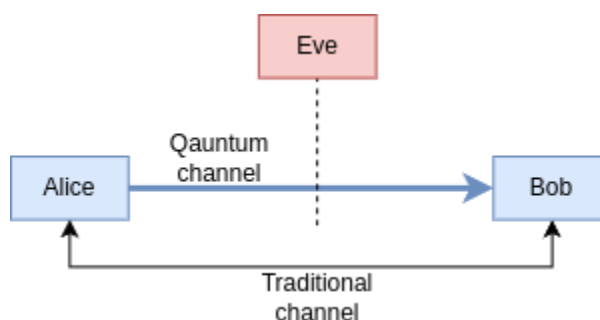 Eve
Qauntum
channel
Alice
Bob
Traditional
channel